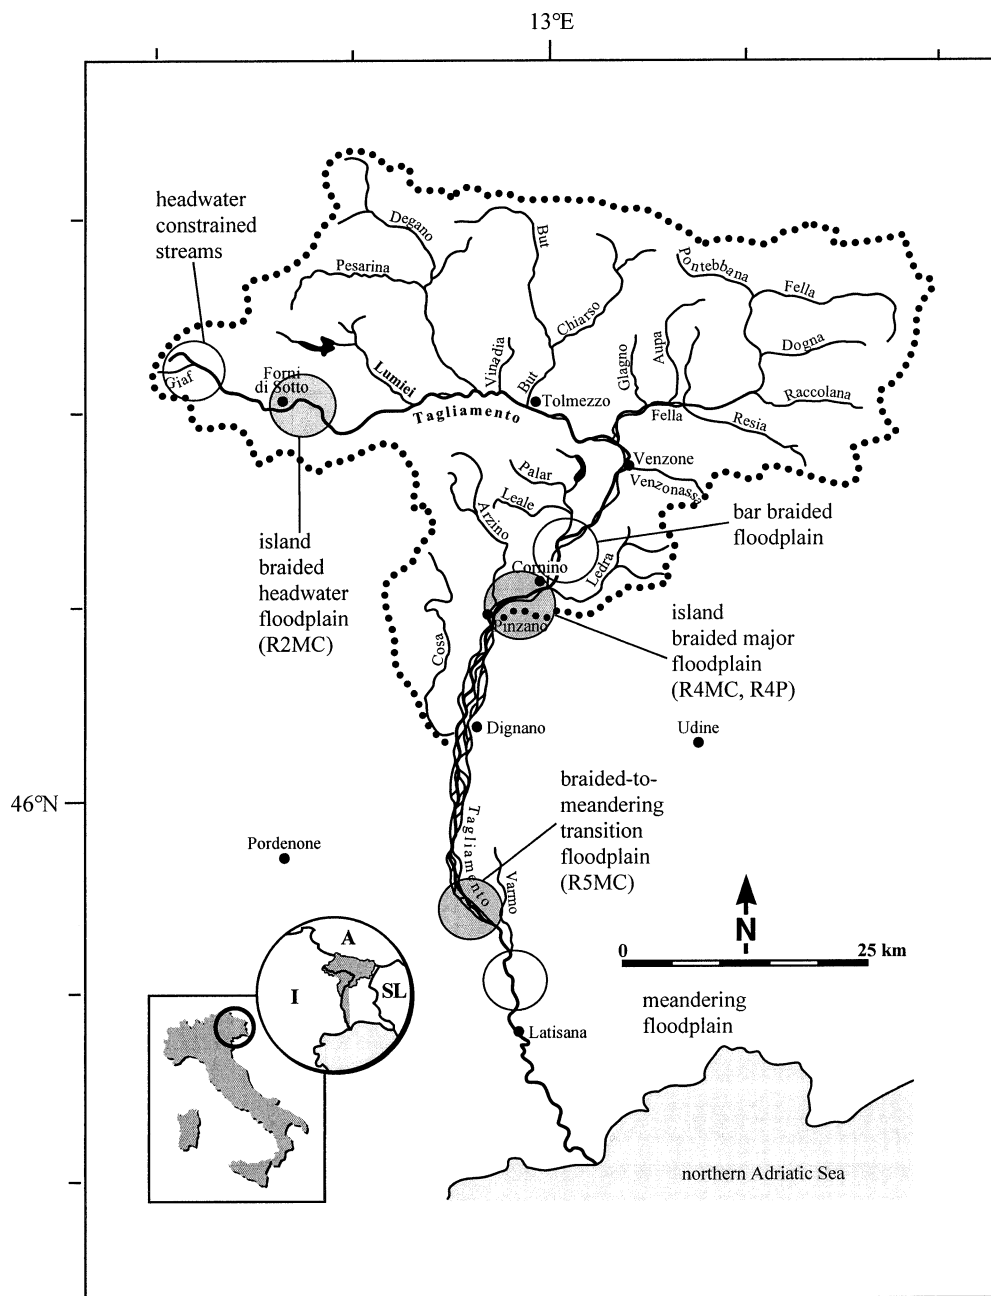 13°E
headwater
constrained
streams
Degano
But
Pesarina
Pontebbana
Fella
Chiarso
Dogna
Aupa
Vinadia
Glagno
Giaf
Forni
di Sotto
Lumiei
But
Tolmezzo
Raccolana
Tagliamento
Fella
Resia
Venzone
Venzonass
Palar
Leale
Arzino
bar braided
floodplain
island
braided
headwater
floodplain
(R2MC)
Cornino
Ledra
Pinzano
island
braided major
floodplain
(R4MC, R4P)
Cosa
Dignano
Udine
46°N
braided-to-
meandering
transition
floodplain
(R5MC)
Tagliamento
Pordenone
Varmo
N
0 25 km
A
I
SL
meandering
floodplain
Latisana
northern Adriatic Sea